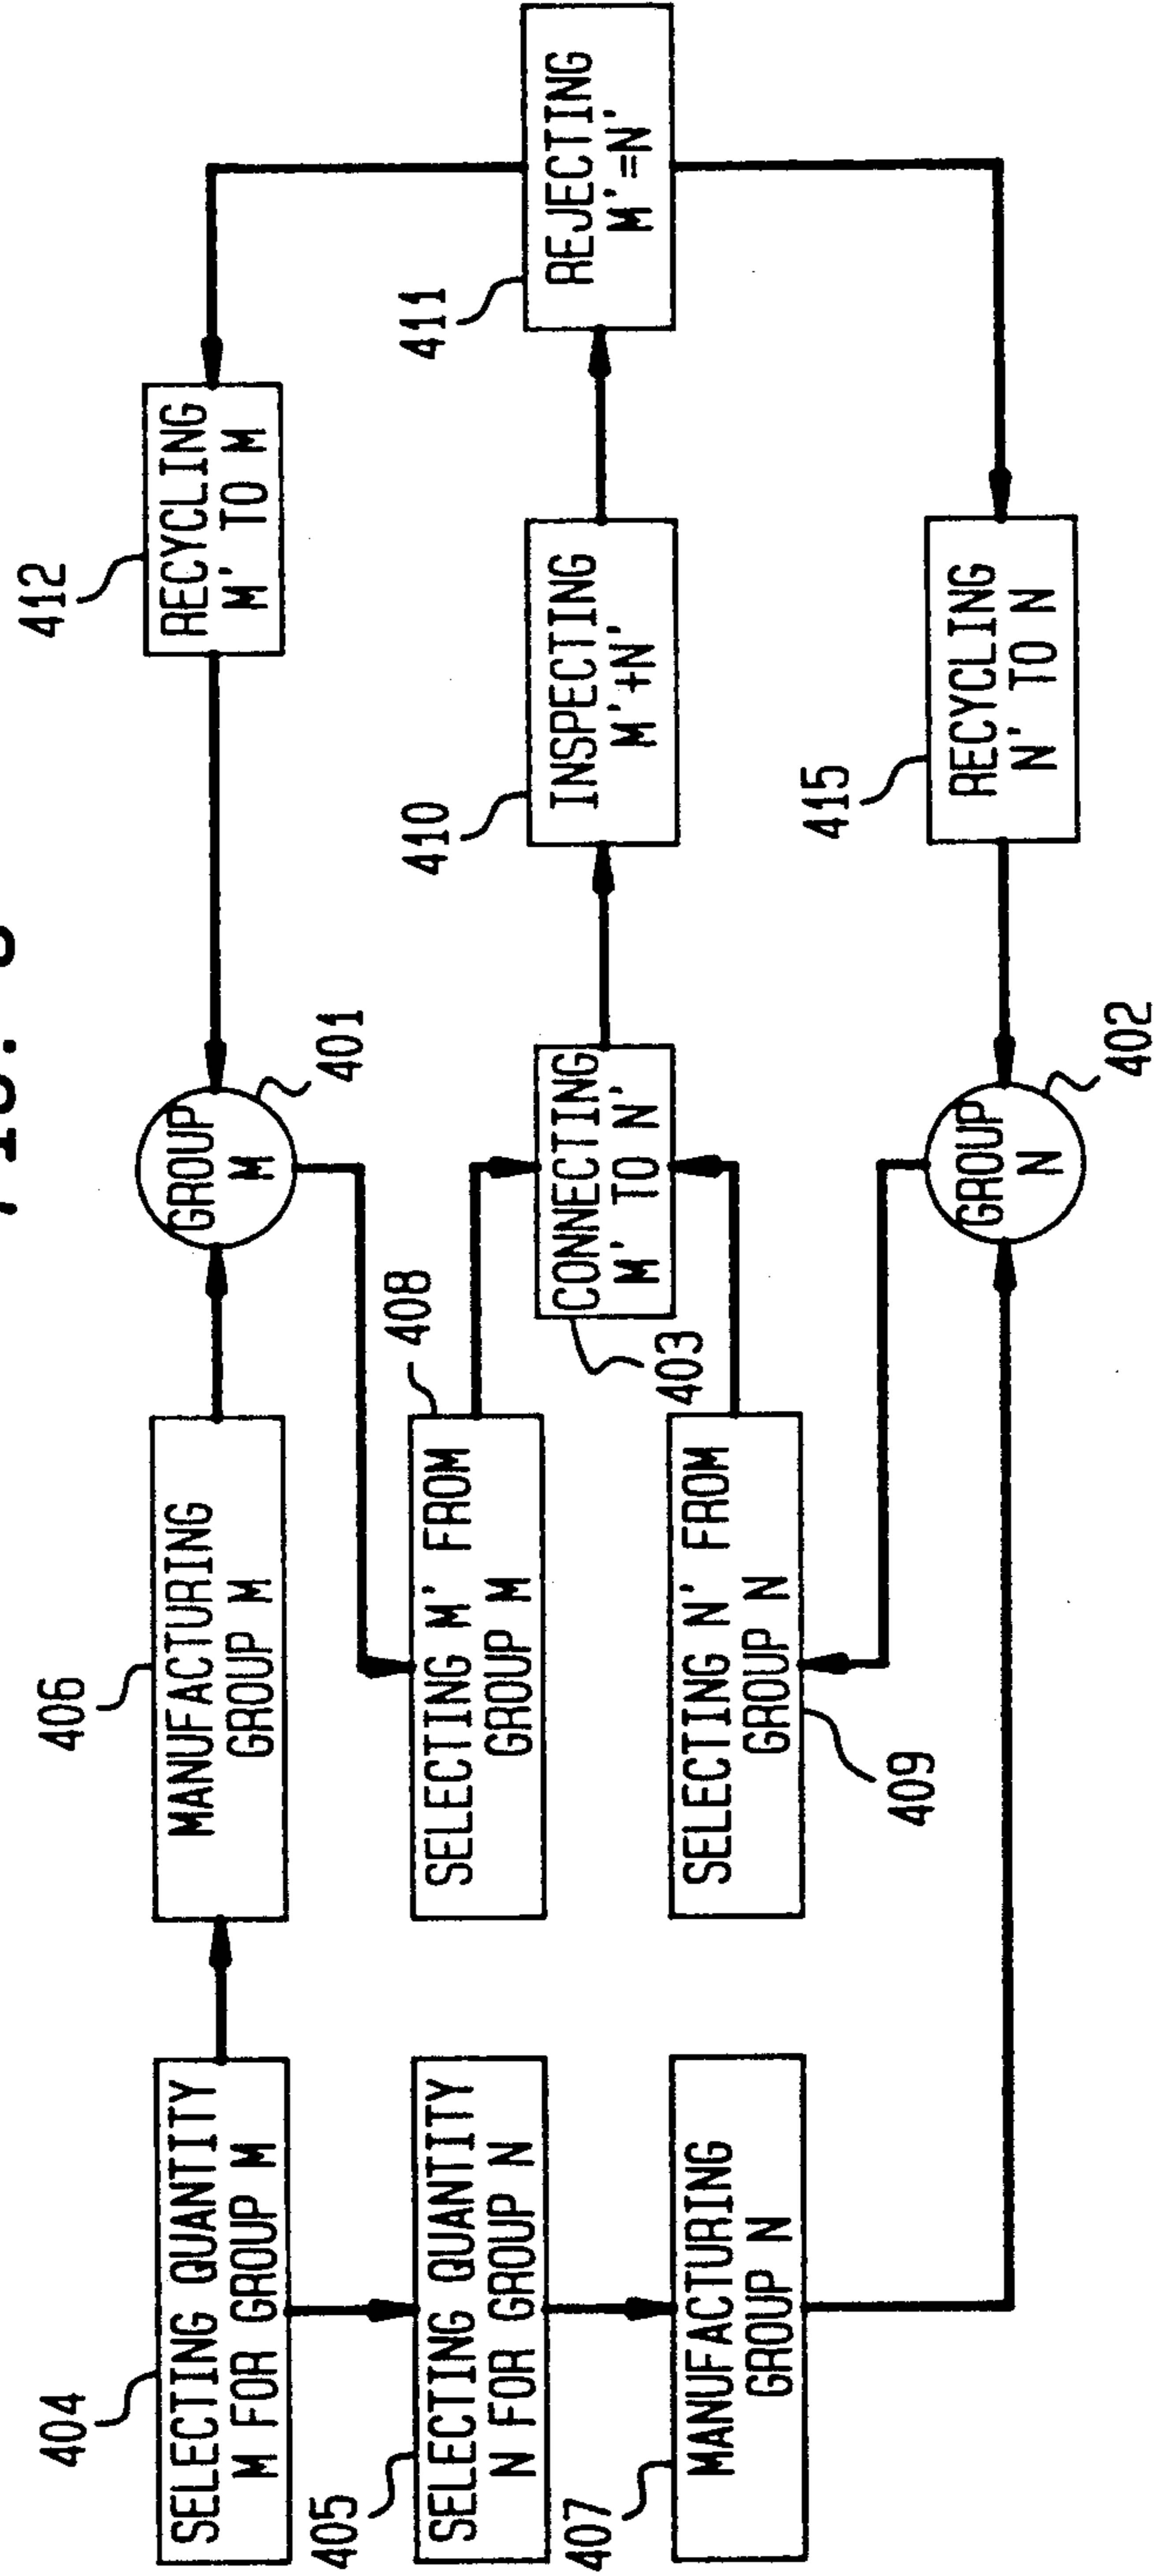 404
SELECTING QUANTITY
M FOR GROUP M
406
MANUFACTURING
GROUP M
GROUP
M
401
412
RECYCLING
M' TO M
405
SELECTING QUANTITY
N FOR GROUP N
408
SELECTING M' FROM
GROUP M
403
CONNECTING
M' TO N'
410
INSPECTING
M'+N'
411
REJECTING
M'=N'
407
MANUFACTURING
GROUP N
409
SELECTING N' FROM
GROUP N
GROUP
N
402
415
RECYCLING
N' TO N